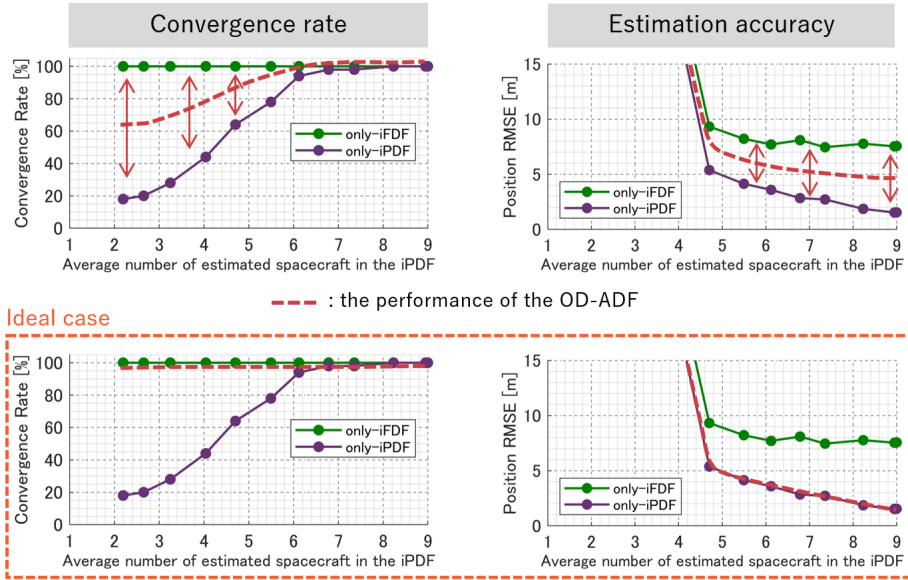 Convergence rate
Estimation accuracy
Convergence Rate [%]
100
80
60
40
20
0
only-iFDF
only-iPDF
1 2 3 4 5 6 7 8 9
Average number of estimated spacecraft in the iPDF
Position RMSE [m]
15
10
5
0
only-iFDF
only-iPDF
1 2 3 4 5 6 7 8 9
Average number of estimated spacecraft in the iPDF
: the performance of the OD-ADF
Ideal case
Convergence Rate [%]
100
80
60
40
20
0
only-iFDF
only-iPDF
1 2 3 4 5 6 7 8 9
Average number of estimated spacecraft in the iPDF
Position RMSE [m]
15
10
5
0
only-iFDF
only-iPDF
1 2 3 4 5 6 7 8 9
Average number of estimated spacecraft in the iPDF